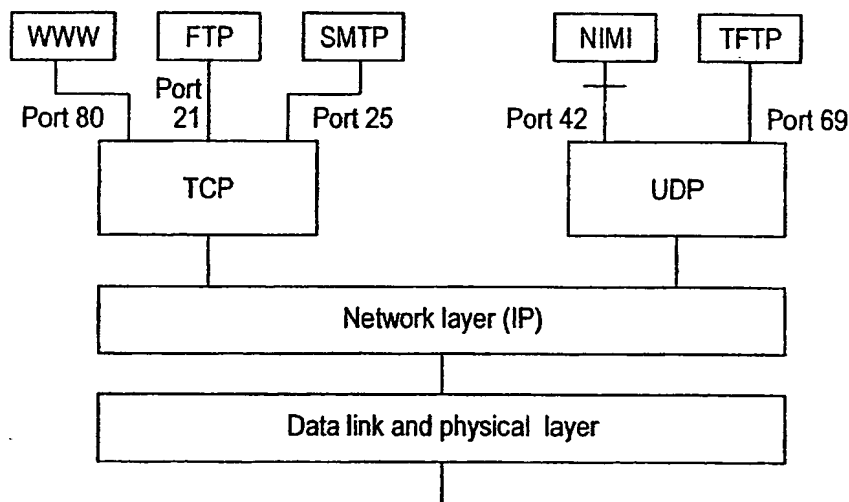 WWW FTP SMTP NIMI TFTP
Port 80 Port 21 Port 25 Port 42 Port 69
TCP UDP
Network layer (IP)
Data link and physical layer